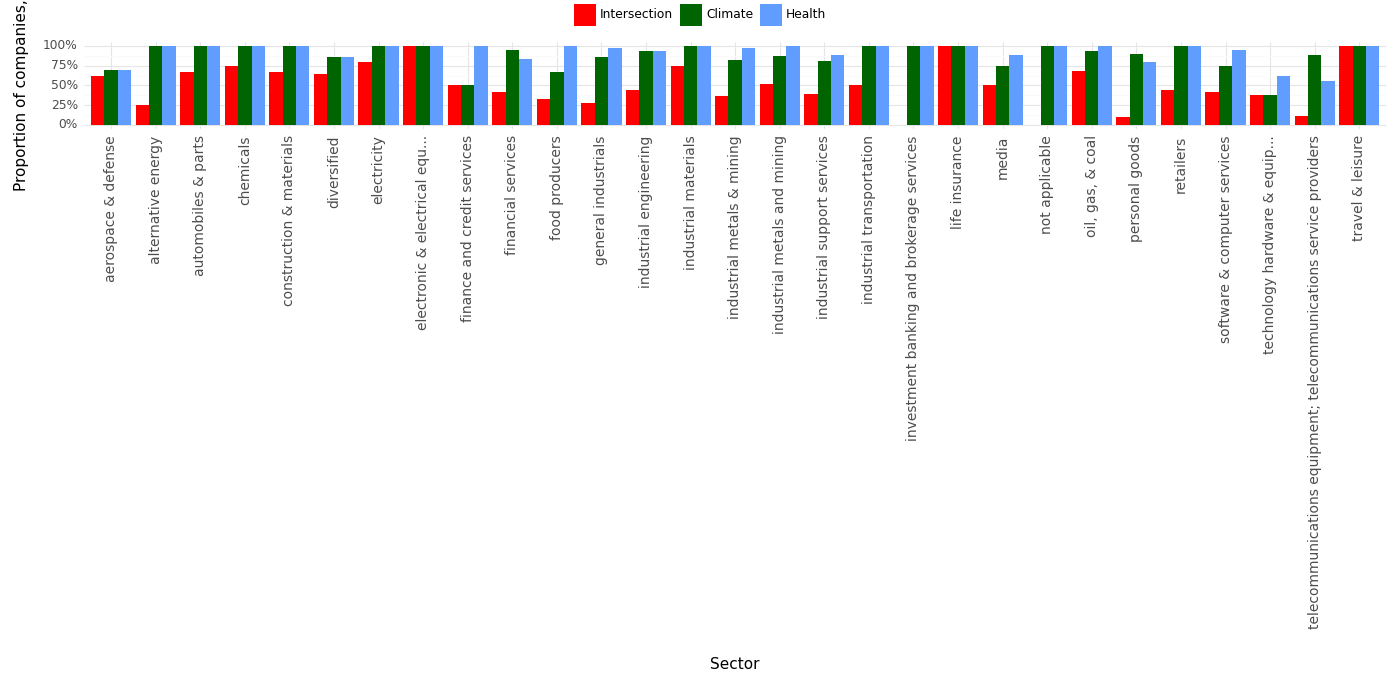 Intersection Climate Health
Proportion of companies,
100%
75%
50%
25%
0%
aerospace & defense
alternative energy
automobiles & parts
chemicals
construction & materials
diversified
electricity
electronic & electrical equ...
finance and credit services
financial services
food producers
general industrials
industrial engineering
industrial materials
industrial metals & mining
industrial metals and mining
industrial support services
industrial transportation
investment banking and brokerage services
life insurance
media
not applicable
oil, gas, & coal
personal goods
retailers
software & computer services
technology hardware & equip...
telecommunications equipment; telecommunications service providers
travel & leisure
Sector